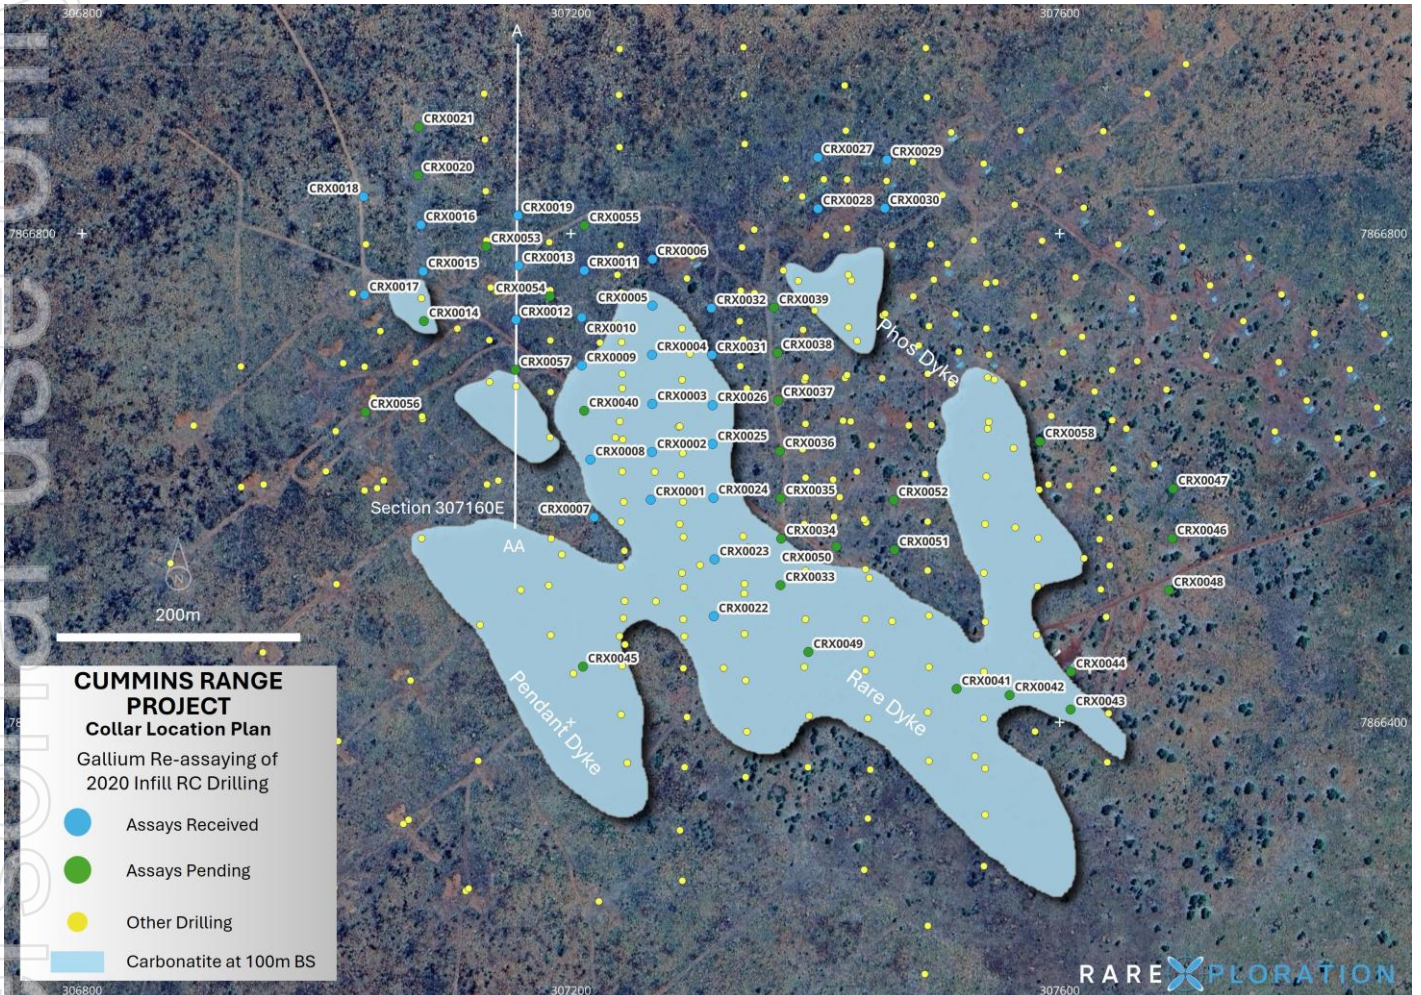 306800
307200
307600
A
CRX0021
CRX0020
CRX0018
CRX0016
CRX0019
CRX0055
CRX0027
CRX0029
CRX0028
CRX0030
7866800
CRX0053
CRX0013
CRX0011
CRX0006
7866800
CRX0015
CRX0017
CRX0054
CRX0005
CRX0032
CRX0039
CRX0014
CRX0012
CRX0010
CRX0004
CRX0031
CRX0038
Phos Dyke
CRX0057
CRX0009
CRX0056
CRX0040
CRX0003
CRX0026
CRX0037
CRX0008
CRX0002
CRX0025
CRX0036
CRX0058
CRX0047
Section 307160E
CRX0007
CRX0001
CRX0024
CRX0035
CRX0052
AA
CRX0034
CRX0046
CRX0023
CRX0050
CRX0051
N
CRX0033
CRX0048
200m
CRX0022
CRX0049
CRX0045
Pendant Dyke
Rare Dyke
CRX0041
CRX0042
CRX0044
CRX0043
7866400
CUMMINS RANGE
PROJECT
Collar Location Plan
Gallium Re-assaying of
2020 Infill RC Drilling
Assays Received
Assays Pending
Other Drilling
Carbonatite at 100m BS
306800
307200
307600
RAREXPLORATION